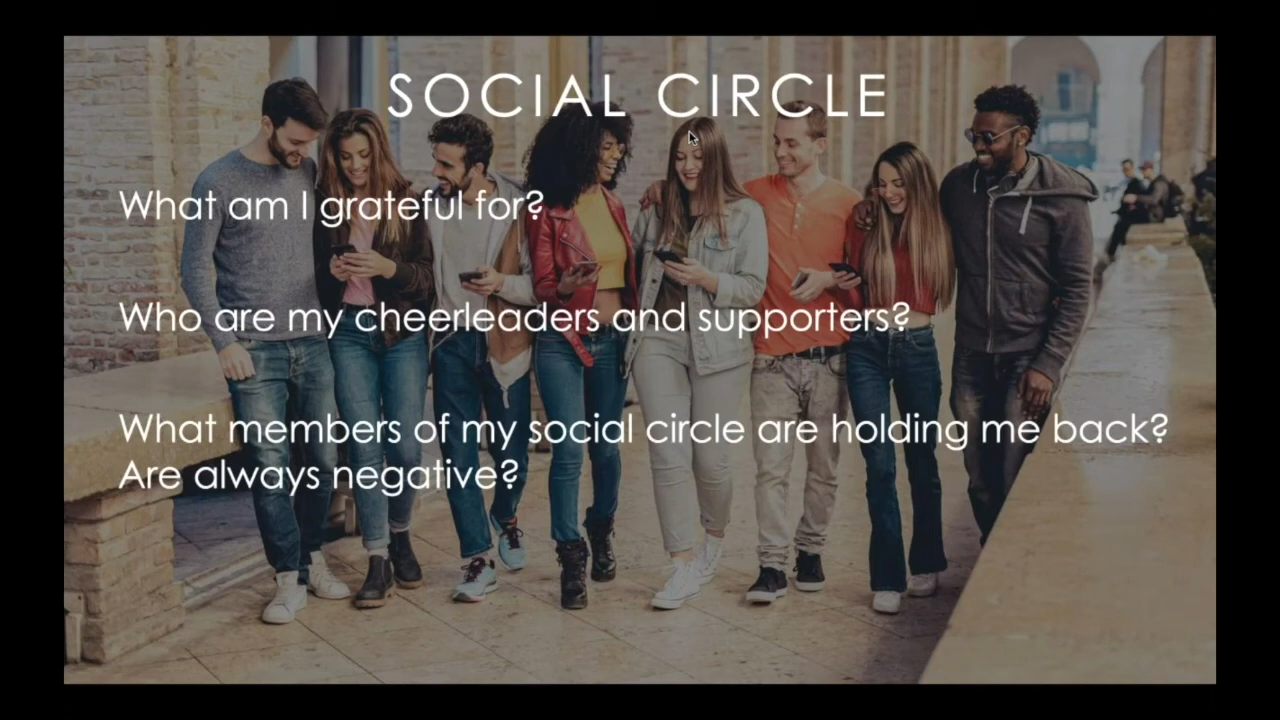 SOCIAL CIRCLE
What am I grateful for?
Who are my cheerleaders and supporters?
What members of my social circle are holding me back?
Are always negative?